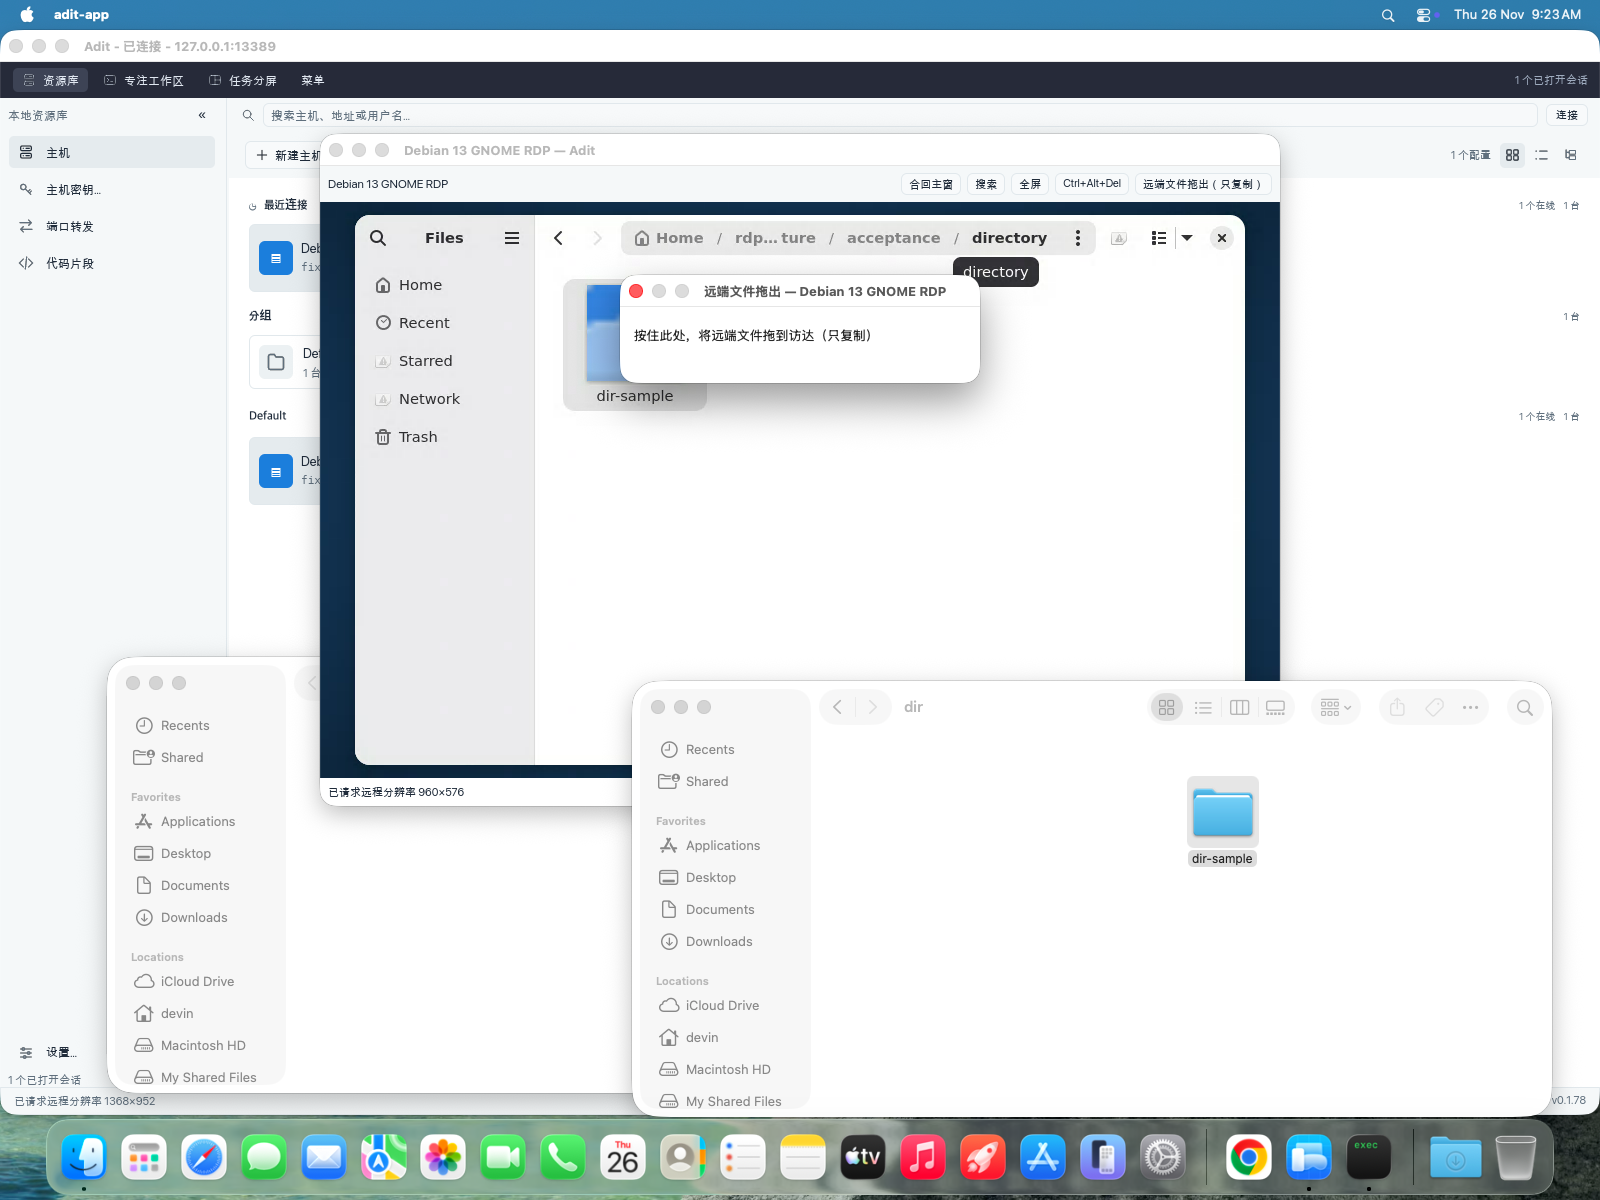 adit-app
Thu 26 Nov 9:23 AM
Adit - 已连接 - 127.0.0.1:13389
资源库
专注工作区
任务分屏
菜单
1 个已打开会话
本地资源库
«
搜索主机、地址或用户名...
连接
主机
主机密钥...
端口转发
代码片段
新建主机
1 个配置
最近连接
1 个在线 1 台
Deb
fix
分组
1 台
Def
1 台
Default
1 个在线 1 台
Deb
fix
Debian 13 GNOME RDP — Adit
Debian 13 GNOME RDP
合回主窗
搜索
全屏
Ctrl+Alt+Del
远端文件拖出（只复制）
Files
Home / rdp...ture / acceptance / directory
directory
Home
Recent
Starred
Network
Trash
远端文件拖出 — Debian 13 GNOME RDP
按住此处，将远端文件拖到访达（只复制）
dir-sample
已请求远程分辨率 960×576
Recents
Shared
Favorites
Applications
Desktop
Documents
Downloads
Locations
iCloud Drive
devin
Macintosh HD
My Shared Files
dir
Recents
Shared
Favorites
Applications
Desktop
Documents
Downloads
Locations
iCloud Drive
devin
Macintosh HD
My Shared Files
dir-sample
设置...
1 个已打开会话
已请求远程分辨率 1368×952
v0.1.78
Thu
26
tv
exec